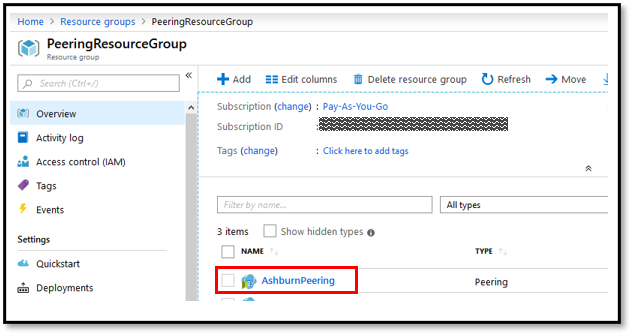 Home > Resource groups > PeeringResourceGroup
PeeringResourceGroup
Resource group
Search (Ctrl+/)
«
Overview
Activity log
Access control (IAM)
Tags
Events
Settings
Quickstart
Deployments
Add Edit columns Delete resource group Refresh Move
Subscription (change) : Pay-As-You-Go
Subscription ID :
Tags (change) : Click here to add tags
Filter by name...
All types
3 items Show hidden types
NAME TYPE
AshburnPeering Peering